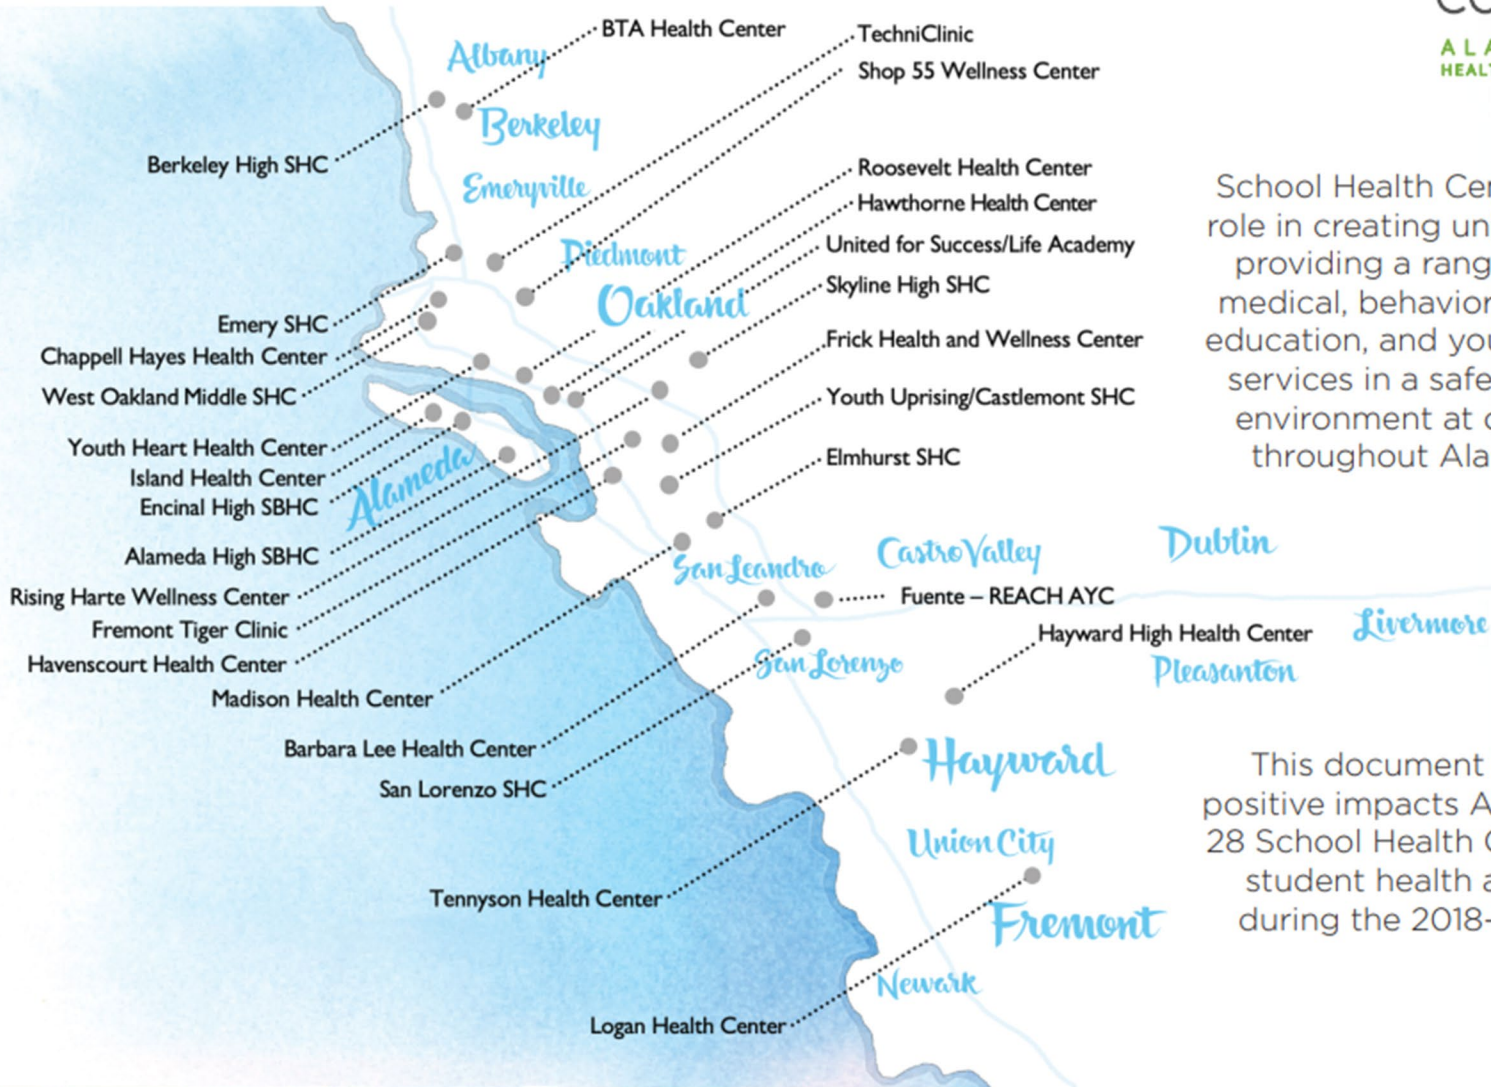 BTA Health Center
TechniClinic
Shop 55 Wellness Center
Albany
Berkeley
Berkeley High SHC
Emeryville
Roosevelt Health Center
Hawthorne Health Center
United for Success/Life Academy
Piedmont
Oakland
Skyline High SHC
Emery SHC
Chappell Hayes Health Center
West Oakland Middle SHC
Frick Health and Wellness Center
Youth Uprising/Castlemont SHC
Youth Heart Health Center
Island Health Center
Encinal High SBHC
Alameda
Elmhurst SHC
Alameda High SBHC
Rising Harte Wellness Center
Fremont Tiger Clinic
Havenscourt Health Center
Madison Health Center
San Leandro
Castro Valley
Dublin
Fuente – REACH AYC
Hayward High Health Center
Livermore
San Lorenzo
Pleasanton
Barbara Lee Health Center
San Lorenzo SHC
Hayward
Union City
Tennyson Health Center
Fremont
Newark
Logan Health Center
ALA
HEAL
School Health Cen
role in creating un
providing a rang
medical, behavior
education, and you
services in a safe
environment at
throughout Ala
This document
positive impacts A
28 School Health
student health a
during the 2018-